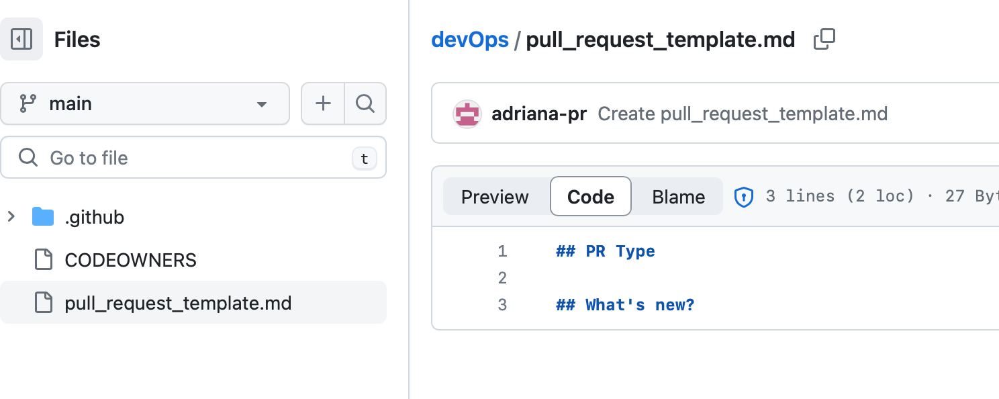 Files
main
Go to file
t
.github
CODEOWNERS
pull_request_template.md
devOps / pull_request_template.md
adriana-pr Create pull_request_template.md
Preview Code Blame 3 lines (2 loc) · 27 Byt
1 ## PR Type
2
3 ## What's new?